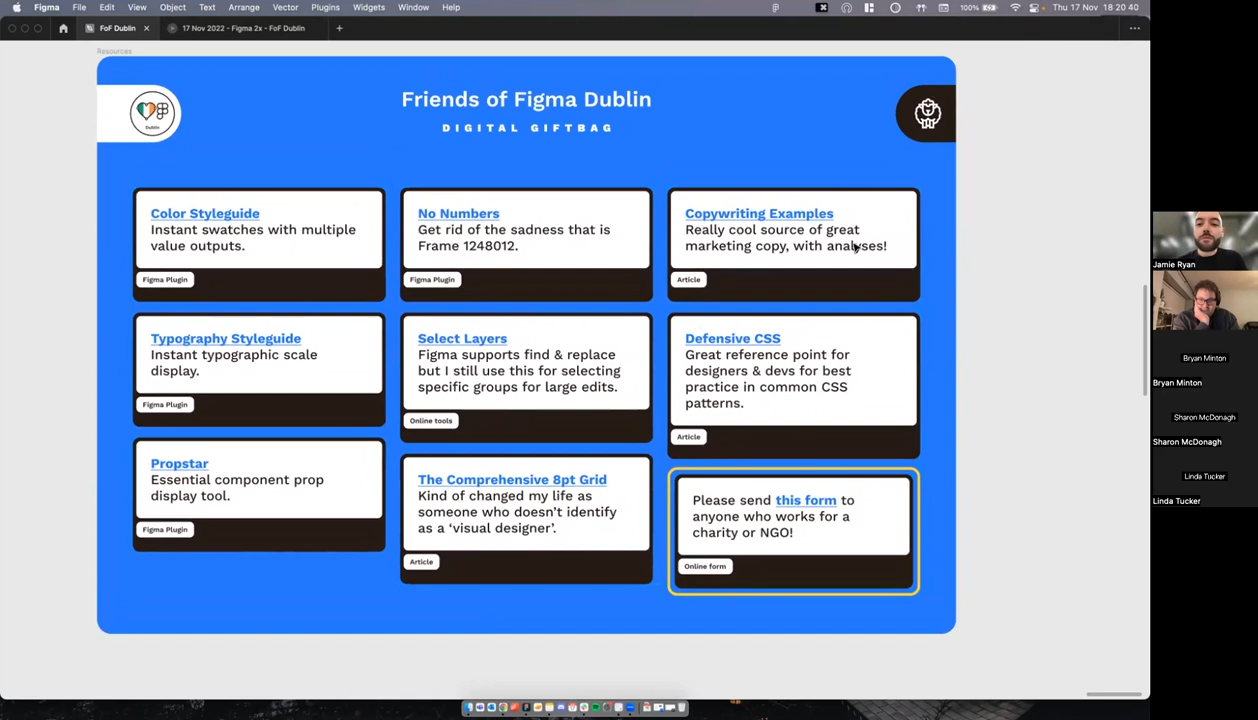 Figma File Edit View Object Text Arrange Vector Plugins Widgets Window Help
100% Thu 17 Nov 18 20 40
FoF Dublin
17 Nov 2022 - Figma 2x - FoF Dublin
Resources
Friends of Figma Dublin
DIGITAL GIFTBAG
Dublin
Color Styleguide
Instant swatches with multiple
value outputs.
Figma Plugin
Typography Styleguide
Instant typographic scale
display.
Figma Plugin
Propstar
Essential component prop
display tool.
Figma Plugin
No Numbers
Get rid of the sadness that is
Frame 1248012.
Figma Plugin
Select Layers
Figma supports find & replace
but I still use this for selecting
specific groups for large edits.
Online tools
The Comprehensive 8pt Grid
Kind of changed my life as
someone who doesn't identify
as a ‘visual designer’.
Article
Copywriting Examples
Really cool source of great
marketing copy, with analyses!
Article
Defensive CSS
Great reference point for
designers & devs for best
practice in common CSS
patterns.
Article
Please send this form to
anyone who works for a
charity or NGO!
Online form
Jamie Ryan
Bryan Minton
Bryan Minton
Sharon McDonagh
Sharon McDonagh
Linda Tucker
Linda Tucker